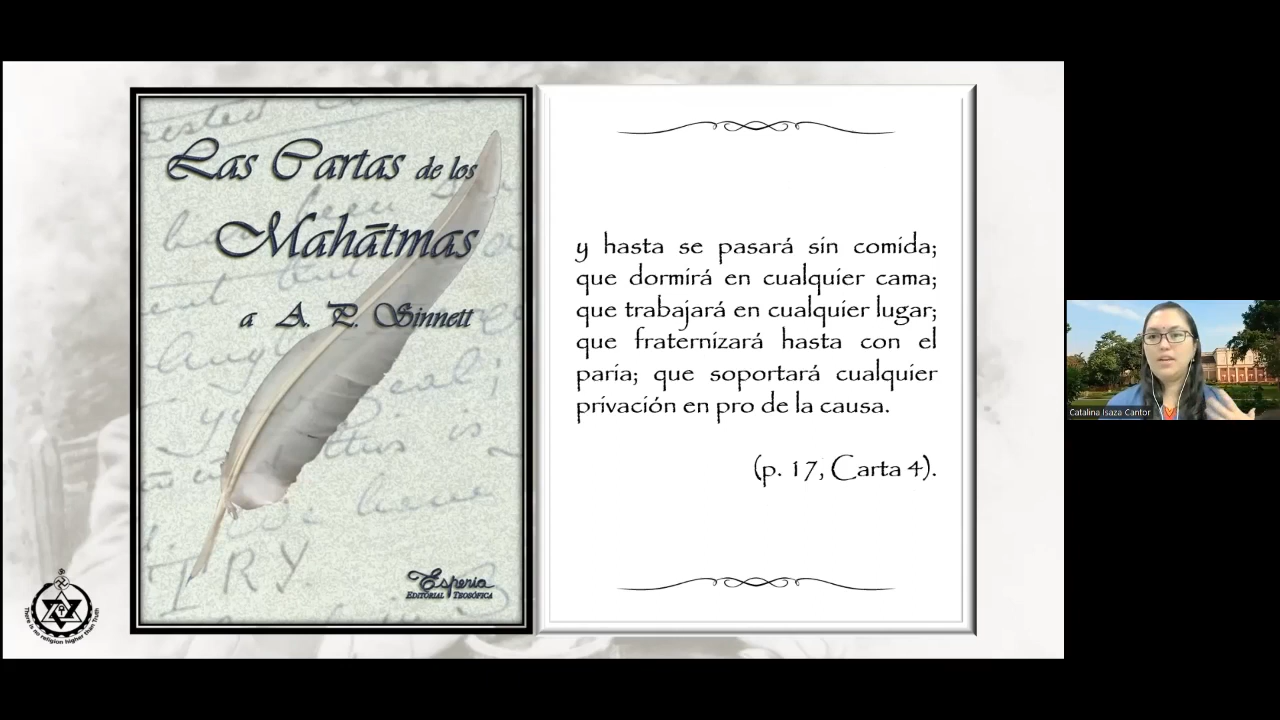 Las Cartas de los
Mahātmas
a A. P. Sinnett
Esperia
EDITORIAL TEOSÓFICA
y hasta se pasará sin comida;
que dormirá en cualquier cama;
que trabajará en cualquier lugar;
que fraternizará hasta con el
paria; que soportará cualquier
privación en pro de la causa.
(p. 17, Carta 4).
There is no religion higher than Truth
Catalina Isaza Cantor